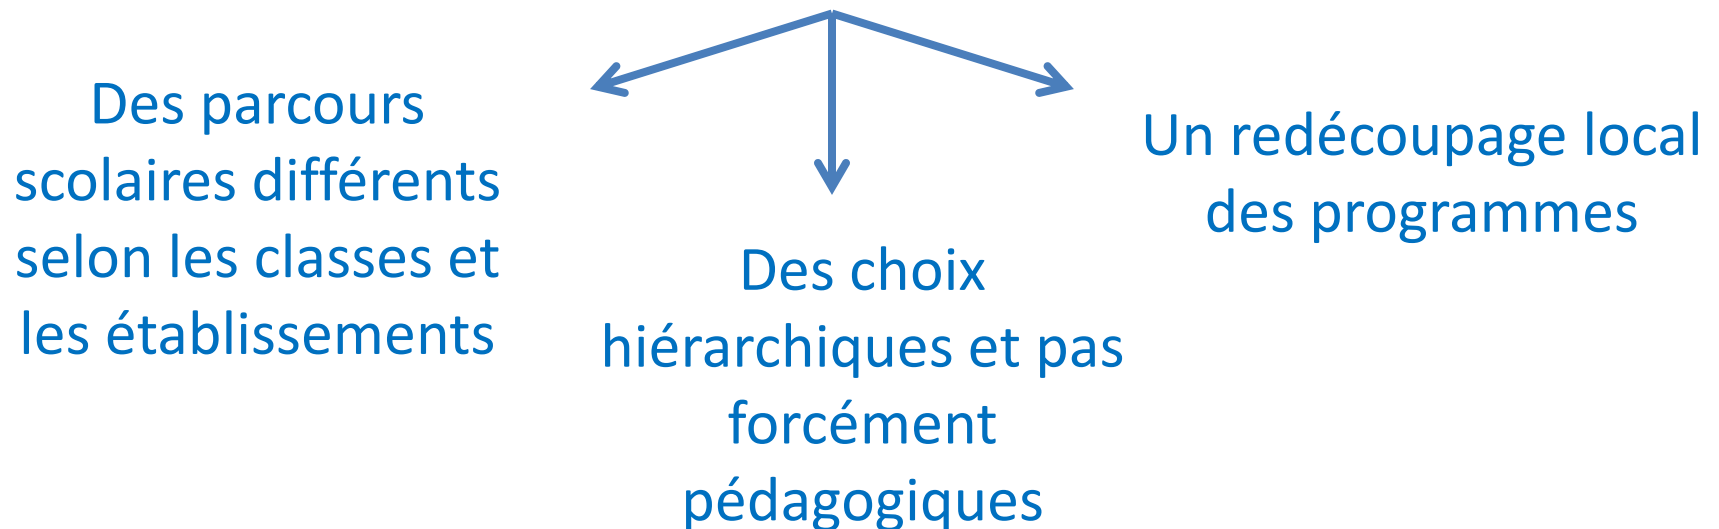 Des parcours
scolaires différents
selon les classes et
les établissements
Des choix
hiérarchiques et pas
forcément
pédagogiques
Un redécoupage local
des programmes